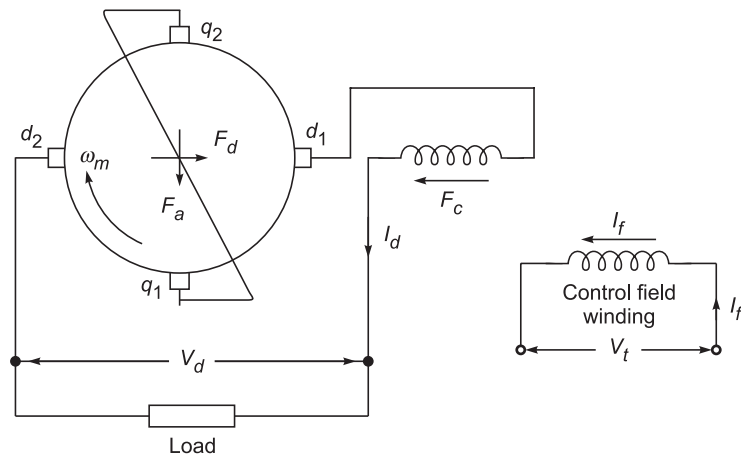 q2
d2
d1
ωm
Fd
Fa
Fc
Id
q1
If
Control field
winding
If
Vd
Vt
Load